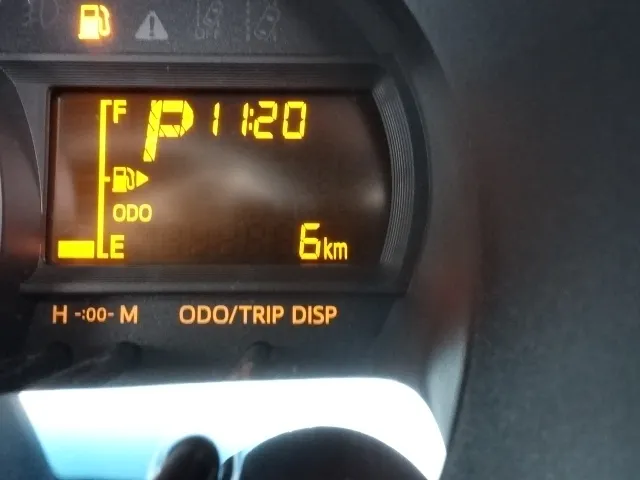 OFF
F P 11:20
ODO
E 6km
H -:00- M ODO/TRIP DISP